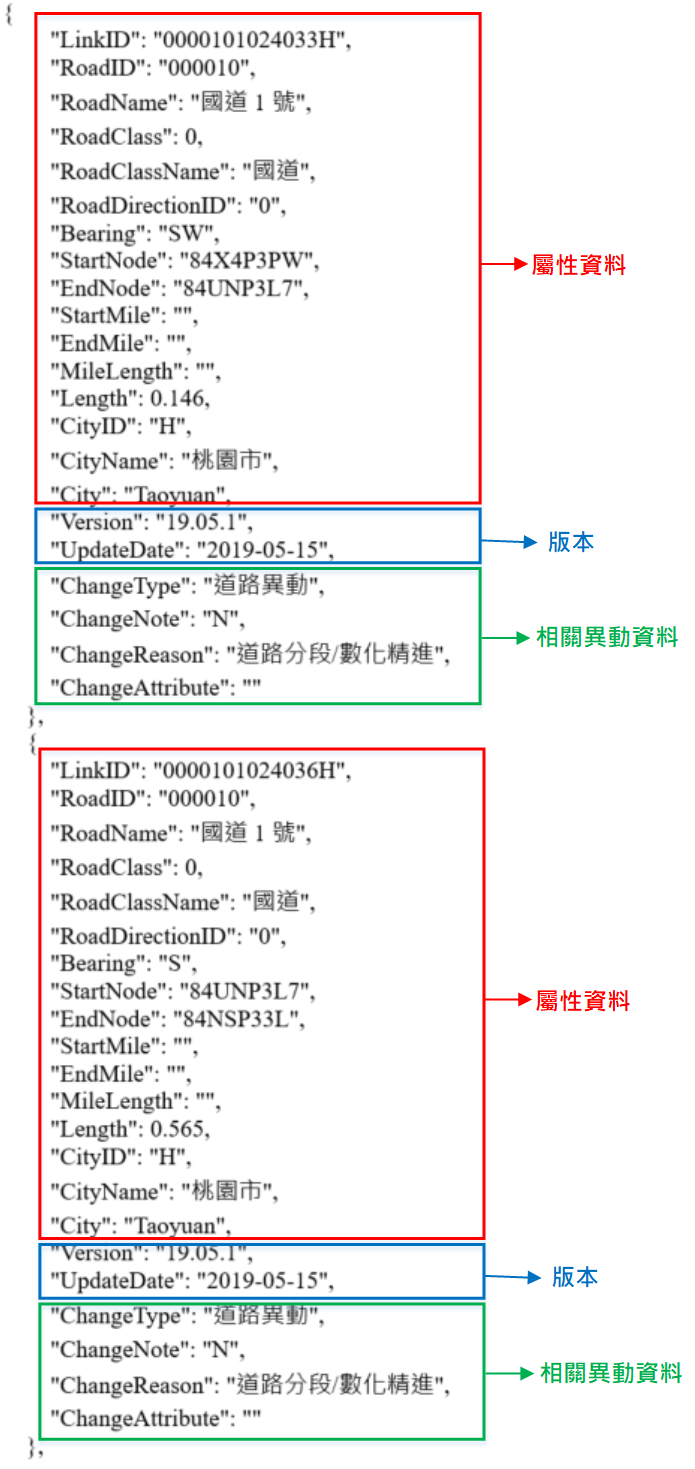 {
"LinkID": "0000101024033H",
"RoadID": "000010",
"RoadName": "國道 1 號",
"RoadClass": 0,
"RoadClassName": "國道",
"RoadDirectionID": "0",
"Bearing": "SW",
"StartNode": "84X4P3PW",
"EndNode": "84UNP3L7",
"StartMile": "",
"EndMile": "",
"MileLength": "",
"Length": 0.146,
"CityID": "H",
"CityName": "桃園市",
"City": "Taoyuan",
屬性資料
"Version": "19.05.1",
"UpdateDate": "2019-05-15",
版本
"ChangeType": "道路異動",
"ChangeNote": "N",
"ChangeReason": "道路分段/數化精進",
"ChangeAttribute": ""
相關異動資料
},
{
"LinkID": "0000101024036H",
"RoadID": "000010",
"RoadName": "國道 1 號",
"RoadClass": 0,
"RoadClassName": "國道",
"RoadDirectionID": "0",
"Bearing": "S",
"StartNode": "84UNP3L7",
"EndNode": "84NSP33L",
"StartMile": "",
"EndMile": "",
"MileLength": "",
"Length": 0.565,
"CityID": "H",
"CityName": "桃園市",
"City": "Taoyuan",
屬性資料
"Version": "19.05.1",
"UpdateDate": "2019-05-15",
版本
"ChangeType": "道路異動",
"ChangeNote": "N",
"ChangeReason": "道路分段/數化精進",
"ChangeAttribute": ""
相關異動資料
},